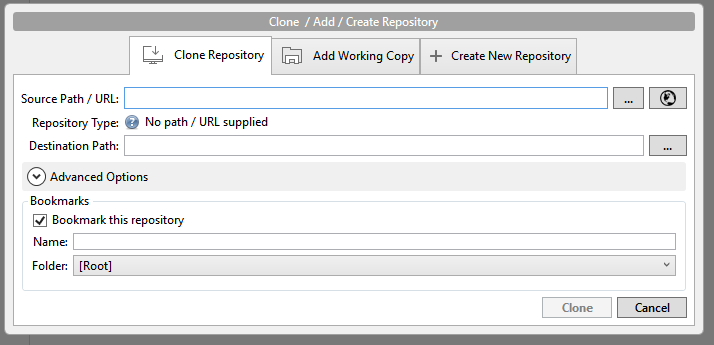 Clone / Add / Create Repository
Clone Repository
Add Working Copy
Create New Repository
Source Path / URL:
...
Repository Type:
?
No path / URL supplied
Destination Path:
...
Advanced Options
Bookmarks
Bookmark this repository
Name:
Folder:
[Root]
Clone
Cancel